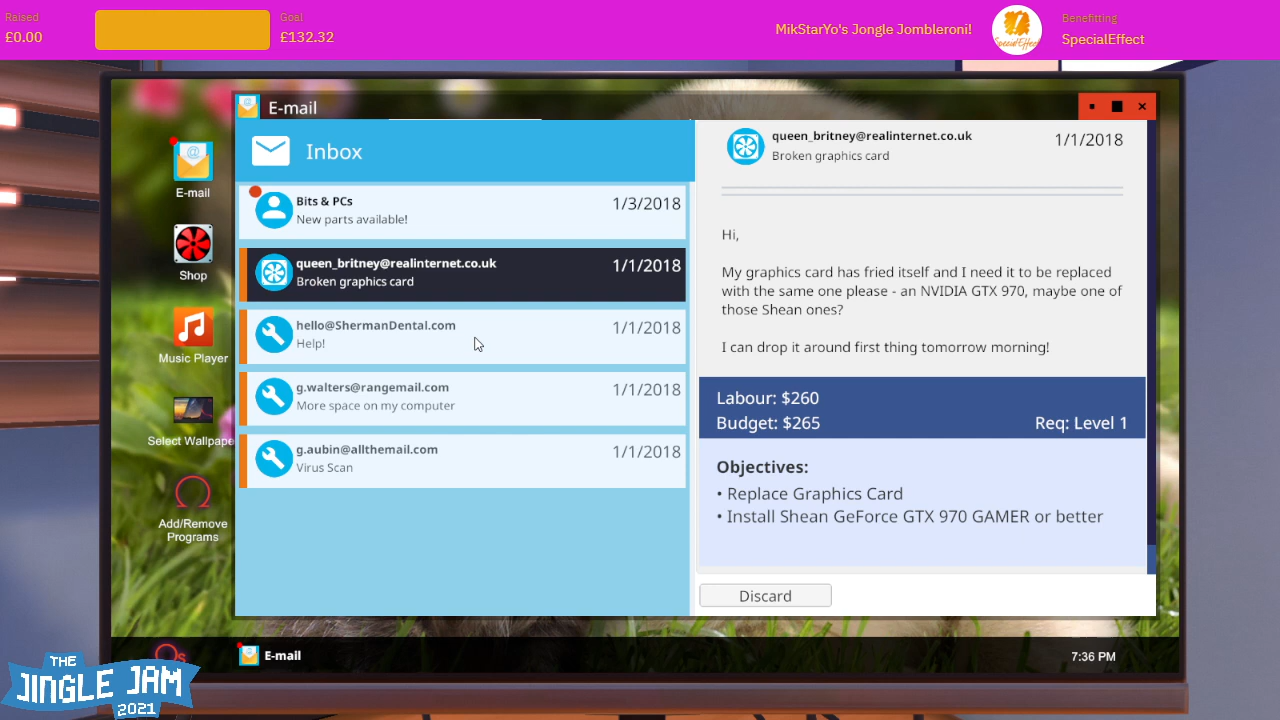 Raised
£0.00
Goal
£132.32
MikStarYo's Jongle Jombleroni!
SpecialEffect
Benefitting
SpecialEffect
E-mail
Inbox
Bits & PCs
New parts available!
1/3/2018
queen_britney@realinternet.co.uk
Broken graphics card
1/1/2018
hello@ShermanDental.com
Help!
1/1/2018
g.walters@rangemail.com
More space on my computer
1/1/2018
g.aubin@allthemail.com
Virus Scan
1/1/2018
queen_britney@realinternet.co.uk
Broken graphics card
1/1/2018
Hi,
My graphics card has fried itself and I need it to be replaced
with the same one please - an NVIDIA GTX 970, maybe one of
those Shean ones?
I can drop it around first thing tomorrow morning!
Labour: $260
Budget: $265
Req: Level 1
Objectives:
• Replace Graphics Card
• Install Shean GeForce GTX 970 GAMER or better
Discard
E-mail
Shop
Music Player
Select Wallpape
Add/Remove
Programs
E-mail
7:36 PM
THE
JINGLE JAM
2021